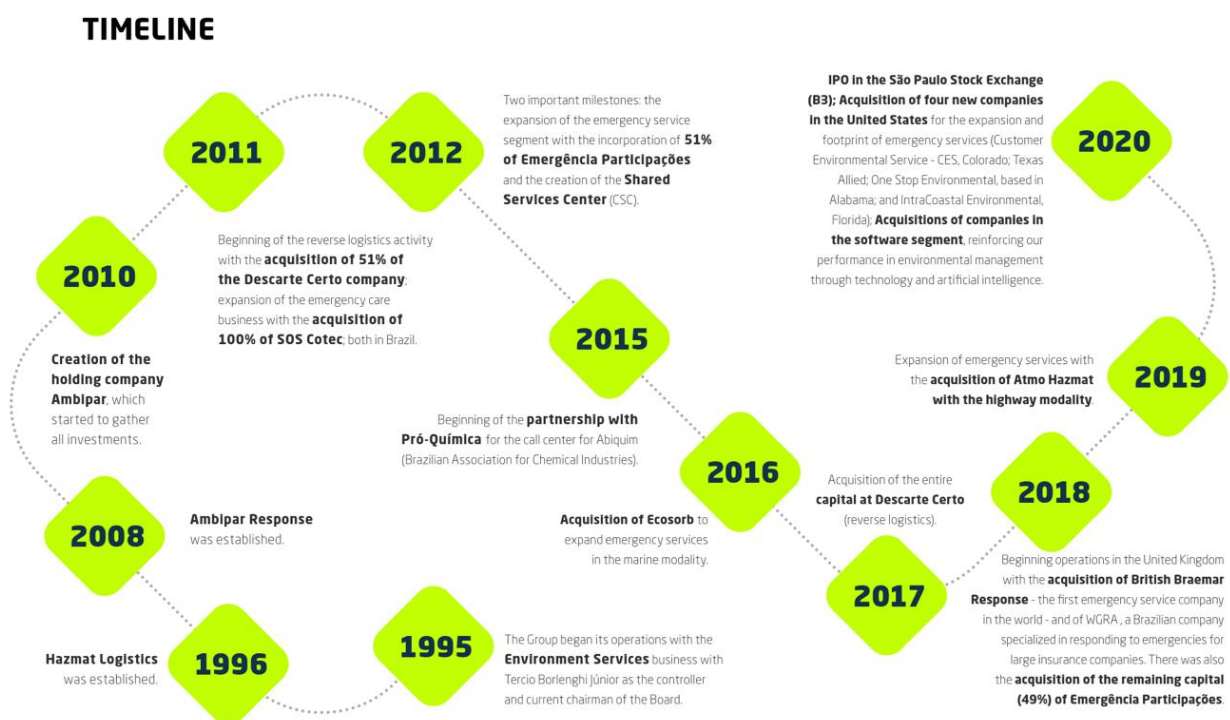 TIMELINE
1995
The Group began its operations with the
Environment Services business with
Tercio Borlenghi Júnior as the controller
and current chairman of the Board.
1996
Hazmat Logistics
was established.
2008
Ambipar Response
was established.
2010
Creation of the
holding company
Ambipar, which
started to gather
all investments.
2011
Beginning of the reverse logistics activity
with the acquisition of 51% of
the Descarte Certo company;
expansion of the emergency care
business with the acquisition of
100% of SOS Cotec; both in Brazil.
2012
Two important milestones: the
expansion of the emergency service
segment with the incorporation of 51%
of Emergência Participações
and the creation of the Shared
Services Center (CSC).
2015
Beginning of the partnership with
Pró-Química for the call center for Abiquim
(Brazilian Association for Chemical Industries).
2016
Acquisition of Ecosorb to
expand emergency services
in the marine modality.
2017
Acquisition of the entire
capital at Descarte Certo
(reverse logistics).
2018
Beginning operations in the United Kingdom
with the acquisition of British Braemar
Response - the first emergency service company
in the world - and of WGRA , a Brazilian company
specialized in responding to emergencies for
large insurance companies. There was also
the acquisition of the remaining capital
(49%) of Emergência Participações.
2019
Expansion of emergency services with
the acquisition of Atmo Hazmat
with the highway modality.
2020
IPO in the São Paulo Stock Exchange
(B3); Acquisition of four new companies
in the United States for the expansion and
footprint of emergency services (Customer
Environmental Service - CES, Colorado; Texas
Allied; One Stop Environmental, based in
Alabama; and IntraCoastal Environmental,
Florida); Acquisitions of companies in
the software segment, reinforcing our
performance in environmental management
through technology and artificial intelligence.